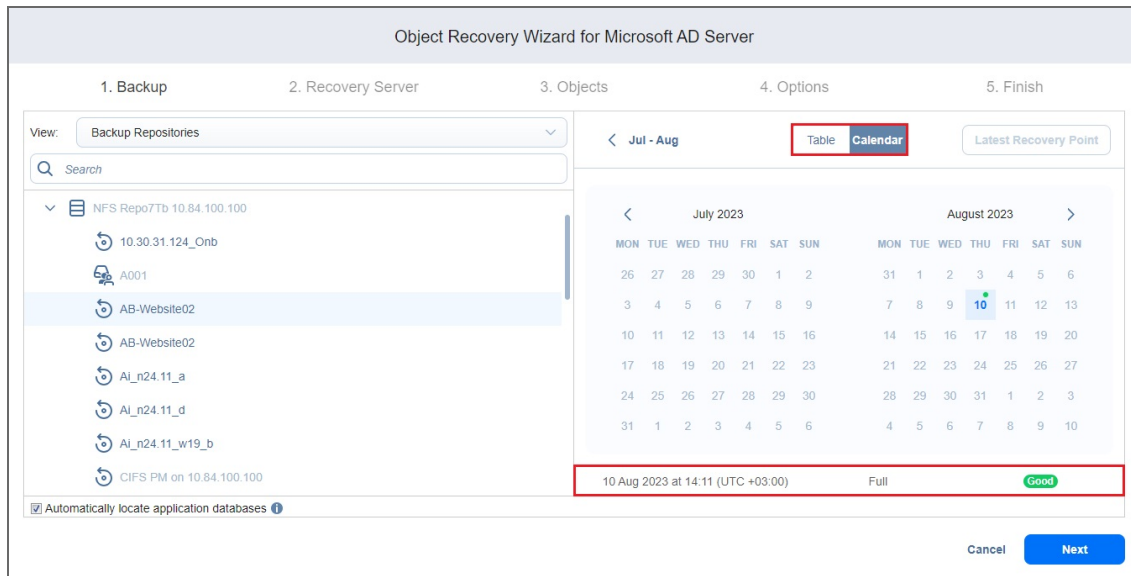 Object Recovery Wizard for Microsoft AD Server
1. Backup 2. Recovery Server 3. Objects 4. Options 5. Finish
View: Backup Repositories
Search
NFS Repo7Tb 10.84.100.100
10.30.31.124_Onb
A001
AB-Website02
AB-Website02
Ai_n24.11_a
Ai_n24.11_d
Ai_n24.11_w19_b
CIFS PM on 10.84.100.100
Automatically locate application databases
Jul - Aug Table Calendar Latest Recovery Point
July 2023
MON TUE WED THU FRI SAT SUN
26 27 28 29 30 1 2
3 4 5 6 7 8 9
10 11 12 13 14 15 16
17 18 19 20 21 22 23
24 25 26 27 28 29 30
31 1 2 3 4 5 6
August 2023
MON TUE WED THU FRI SAT SUN
31 1 2 3 4 5 6
7 8 9 10 11 12 13
14 15 16 17 18 19 20
21 22 23 24 25 26 27
28 29 30 31 1 2 3
4 5 6 7 8 9 10
10 Aug 2023 at 14:11 (UTC +03:00) Full Good
Cancel Next